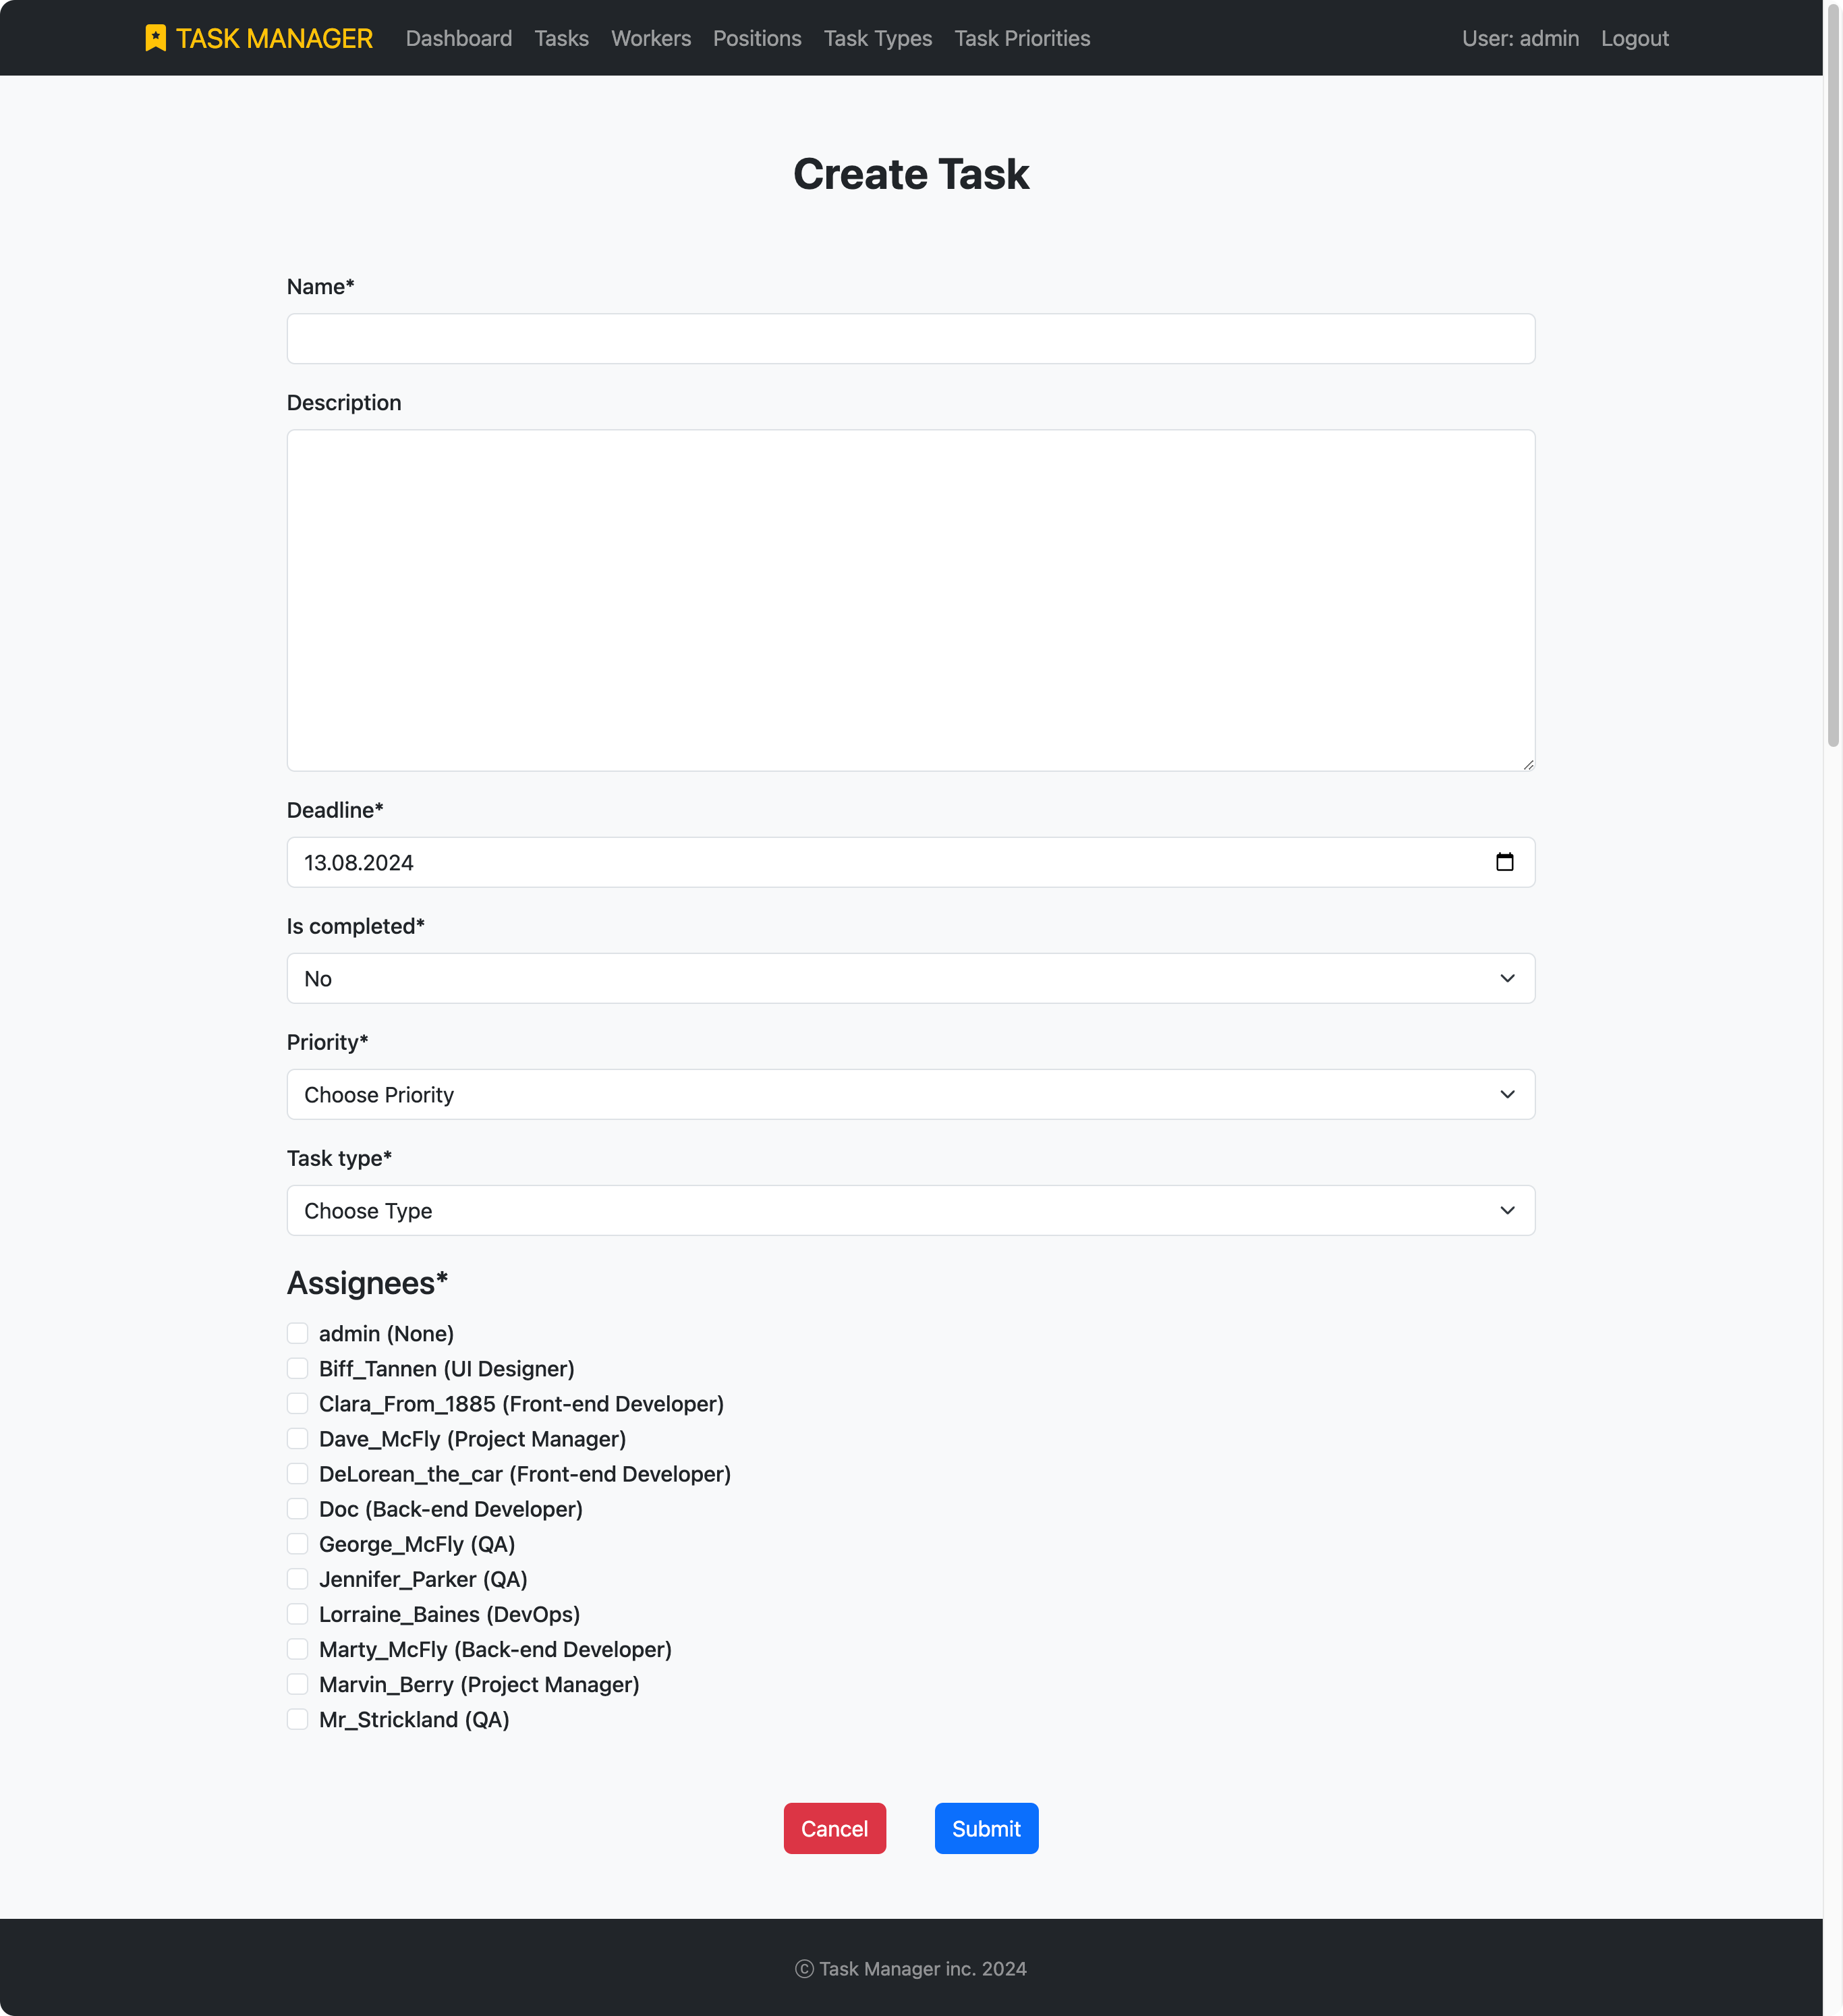 TASK MANAGER Dashboard Tasks Workers Positions Task Types Task Priorities User: admin Logout
Create Task
Name*
Description
Deadline*
13.08.2024
Is completed*
No
Priority*
Choose Priority
Task type*
Choose Type
Assignees*
admin (None)
Biff_Tannen (UI Designer)
Clara_From_1885 (Front-end Developer)
Dave_McFly (Project Manager)
DeLorean_the_car (Front-end Developer)
Doc (Back-end Developer)
George_McFly (QA)
Jennifer_Parker (QA)
Lorraine_Baines (DevOps)
Marty_McFly (Back-end Developer)
Marvin_Berry (Project Manager)
Mr_Strickland (QA)
Cancel Submit
© Task Manager inc. 2024